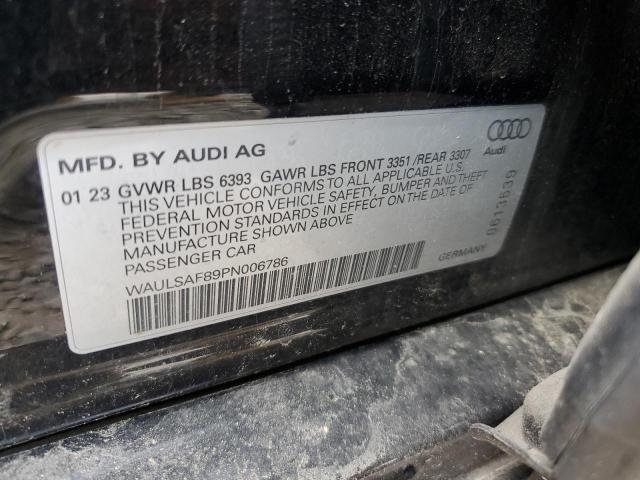 MFD. BY AUDI AG
Audi
01 23 GVWR LBS 6393 GAWR LBS FRONT 3351 /REAR 3307
THIS VEHICLE CONFORMS TO ALL APPLICABLE U.S.
FEDERAL MOTOR VEHICLE SAFETY, BUMPER AND THEFT
PREVENTION STANDARDS IN EFFECT ON THE DATE OF
MANUFACTURE SHOWN ABOVE
PASSENGER CAR
WAULSAF89PN006786
GERMANY
0613639